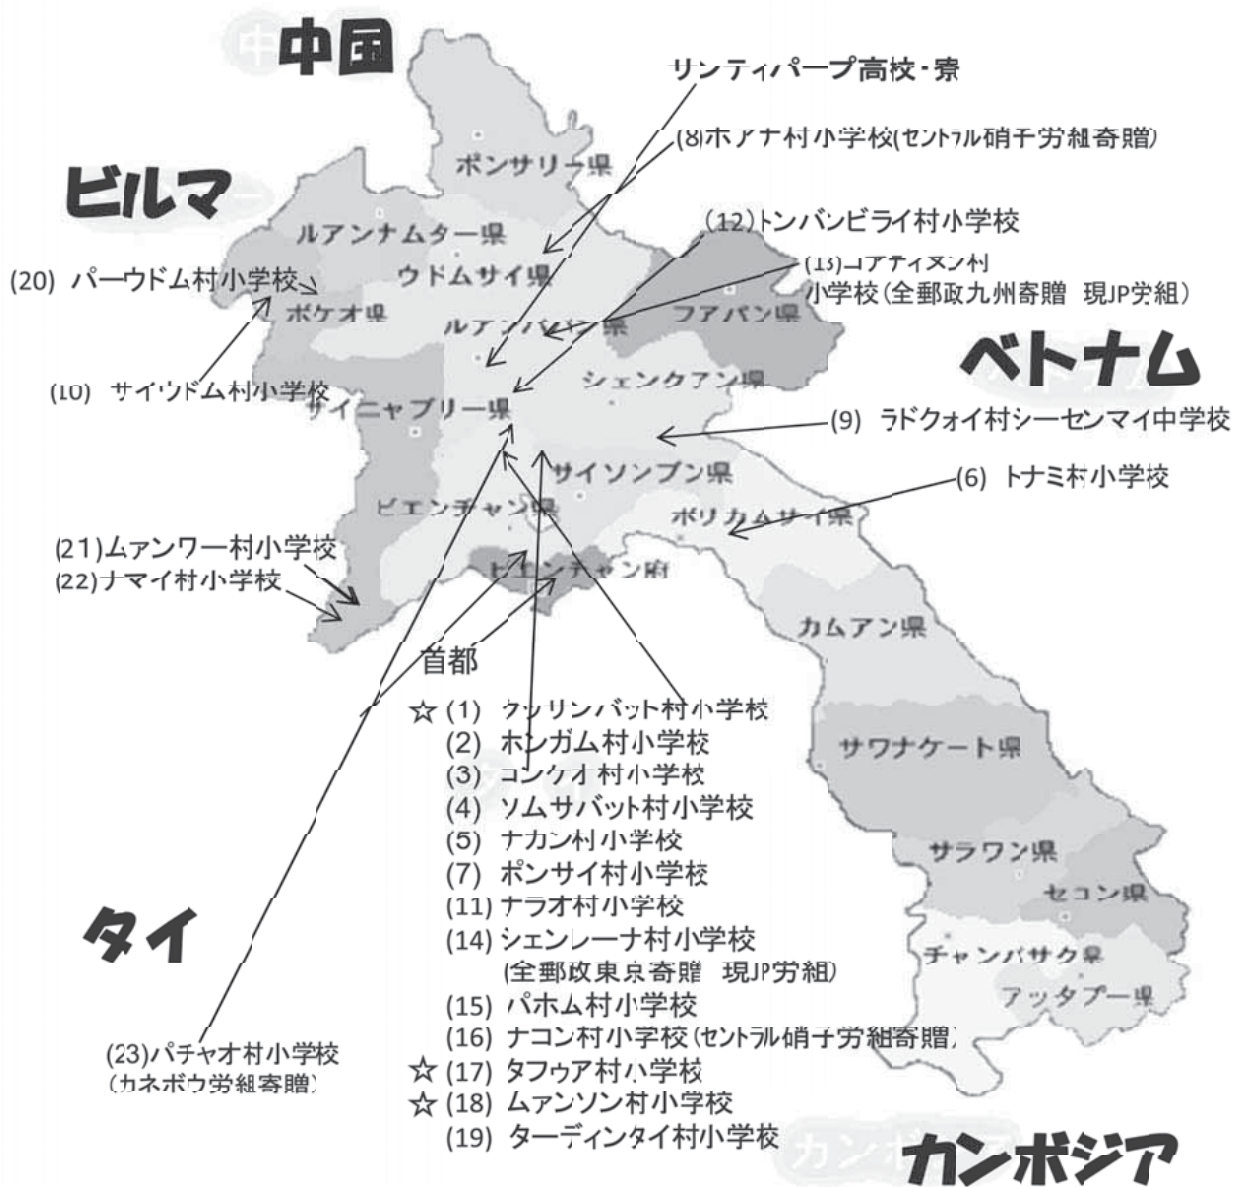 中国
サンティパープ高校・寮
(8)ホアナ村小学校(セントラル硝子労組寄贈)
ポンサリー県
ビルマ
(12)トンバンビライ村小学校
ルアンナムター県
ウドムサイ県
(20) パーウドム村小学校
小学校(全郵政九州寄贈 現JP労組)
ボケオ県
ルアンパバン県
フアパン県
ベトナム
シェンクアン県
(10) サイウドム村小学校
サイニャブリー県
(9) ラドクォイ村シーセンマイ中学校
サイソンブン県
(6) トナミ村小学校
ビエンチャン県
ボリカムサイ県
(21)ムァンワー村小学校
(22)ナマイ村小学校
ビエンチャン府
カムアン県
首都
☆(1) クッリンバット村小学校
(2) ホンガム村小学校
(3) コンケオ村小学校
(4) ソムサバット村小学校
(5) ナカン村小学校
(7) ポンサイ村小学校
(11) ナラオ村小学校
(14) シェンレーナ村小学校
(全郵政東京寄贈 現JP労組)
(15) パホム村小学校
(16) ナコン村小学校(セントラル硝子労組寄贈)
☆(17) タフゥア村小学校
☆(18) ムァンソン村小学校
(19) ターディンタイ村小学校
サワナケート県
サラワン県
セコン県
タイ
チャンパサク県
アッタプー県
(23)パチャオ村小学校
(カネボウ労組寄贈)
カンボジア